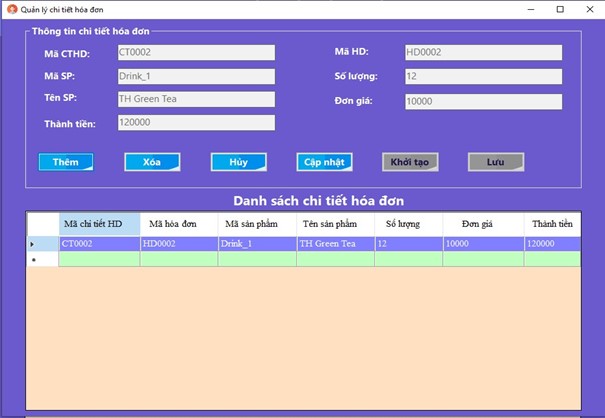 Quản lý chi tiết hóa đơn
Thông tin chi tiết hóa đơn
Mã CTHD: CT0002 Mã HD: HD0002
Mã SP: Drink_1 Số lượng: 12
Tên SP: TH Green Tea Đơn giá: 10000
Thành tiền: 120000
Thêm Xóa Hủy Cập nhật Khởi tạo Lưu
Danh sách chi tiết hóa đơn
Mã chi tiết HD Mã hóa đơn Mã sản phẩm Tên sản phẩm Số lượng Đơn giá Thành tiền
CT0002 HD0002 Drink_1 TH Green Tea 12 10000 120000